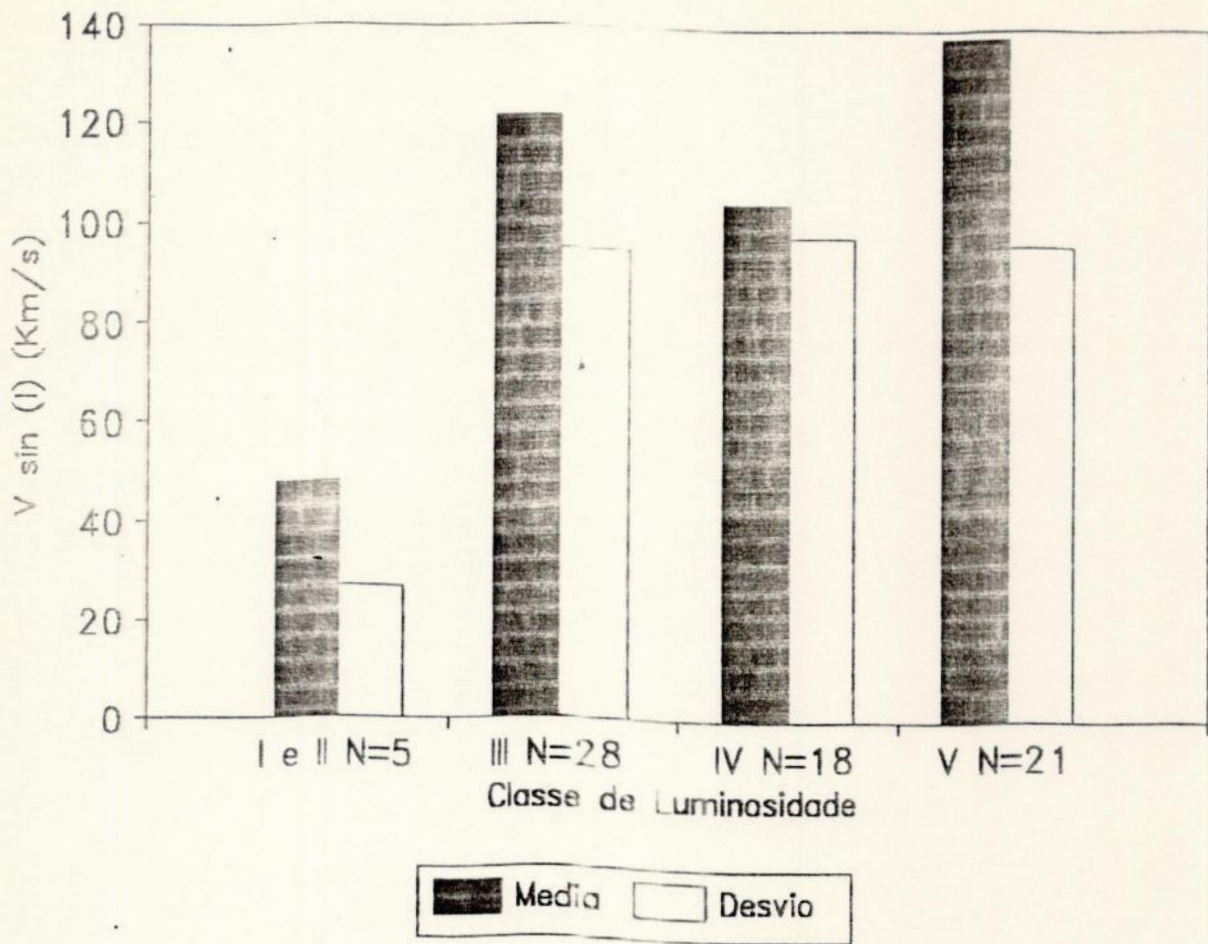 140
120
100
80
60
40
20
0
V sin (I) (Km/s)
I e II N=5 III N=28 IV N=18 V N=21
Classe de Luminosidade
Media Desvio